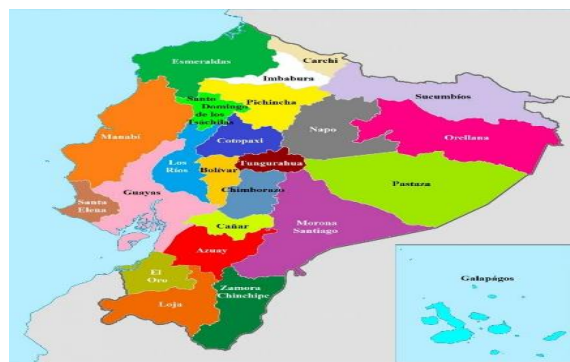 Esmeraldas
Carchi
Imbabura
Santo
Domingo
de los
Tsáchilas
Pichincha
Sucumbíos
Manabí
Cotopaxi
Napo
Orellana
Los
Ríos
Bolívar
Tungurahua
Guayas
Chimborazo
Pastaza
Santa
Elena
Morona
Santiago
Cañar
Azuay
El
Oro
Zamora
Chinchipe
Loja
Galapágos